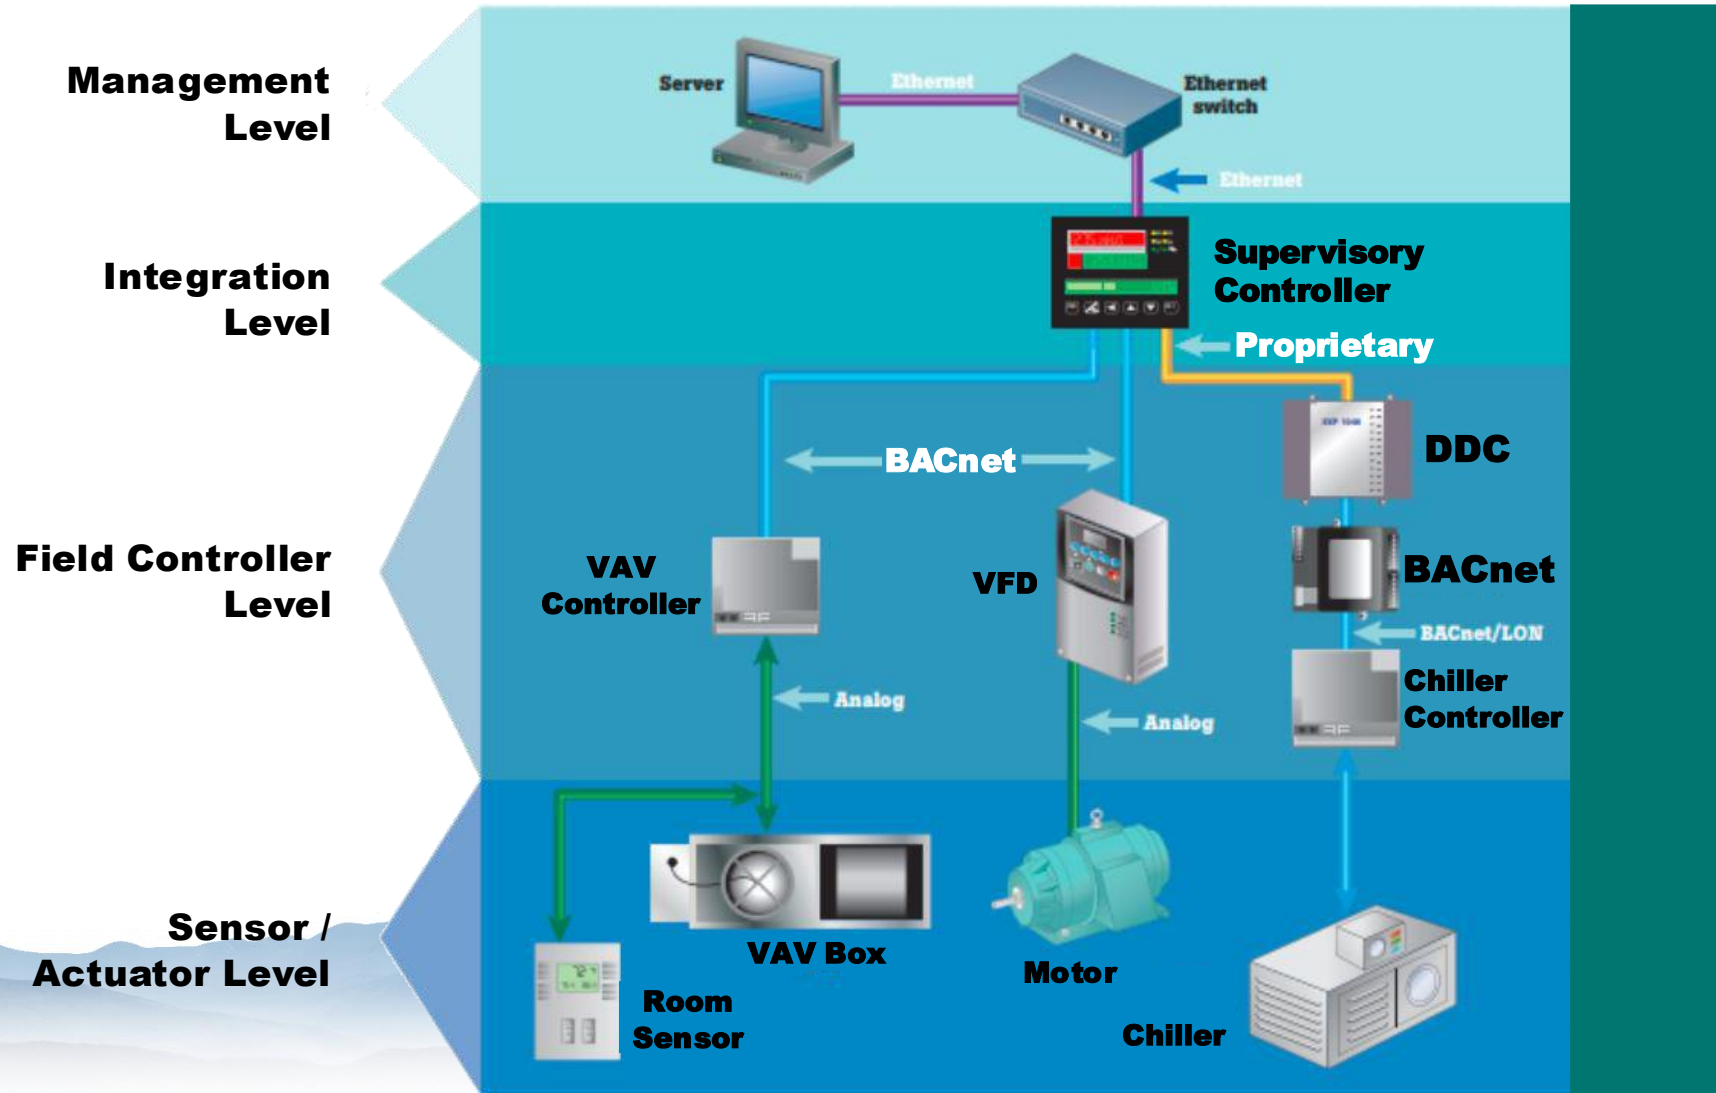 Management
Level
Server
Ethernet
Ethernet
switch
Ethernet
Integration
Level
Supervisory
Controller
Proprietary
Field Controller
Level
DDC
BACnet
VAV
Controller
VFD
BACnet
BACnet/LON
Chiller
Controller
Analog
Analog
Sensor /
Actuator Level
VAV Box
Motor
72
Room
Sensor
Chiller